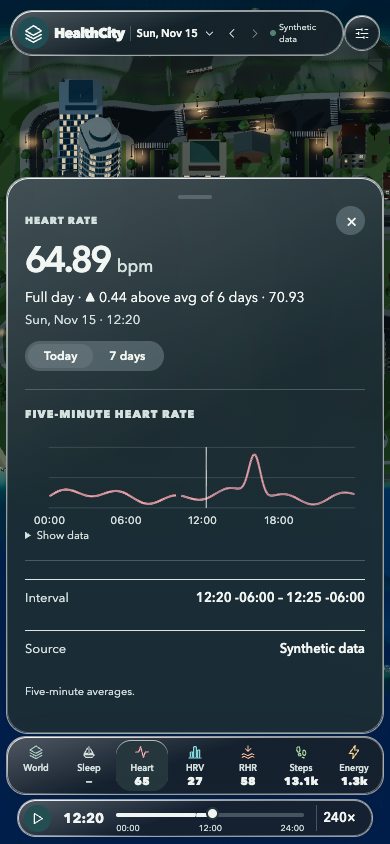 HealthCity
Sun, Nov 15
Synthetic data
HEART RATE
64.89 bpm
Full day · ▲ 0.44 above avg of 6 days · 70.93
Sun, Nov 15 · 12:20
Today 7 days
FIVE-MINUTE HEART RATE
00:00 06:00 12:00 18:00
▶ Show data
Interval 12:20 -06:00 – 12:25 -06:00
Source Synthetic data
Five-minute averages.
World Sleep Heart HRV RHR Steps Energy
– 65 27 58 13.1k 1.3k
12:20 240×
00:00 12:00 24:00